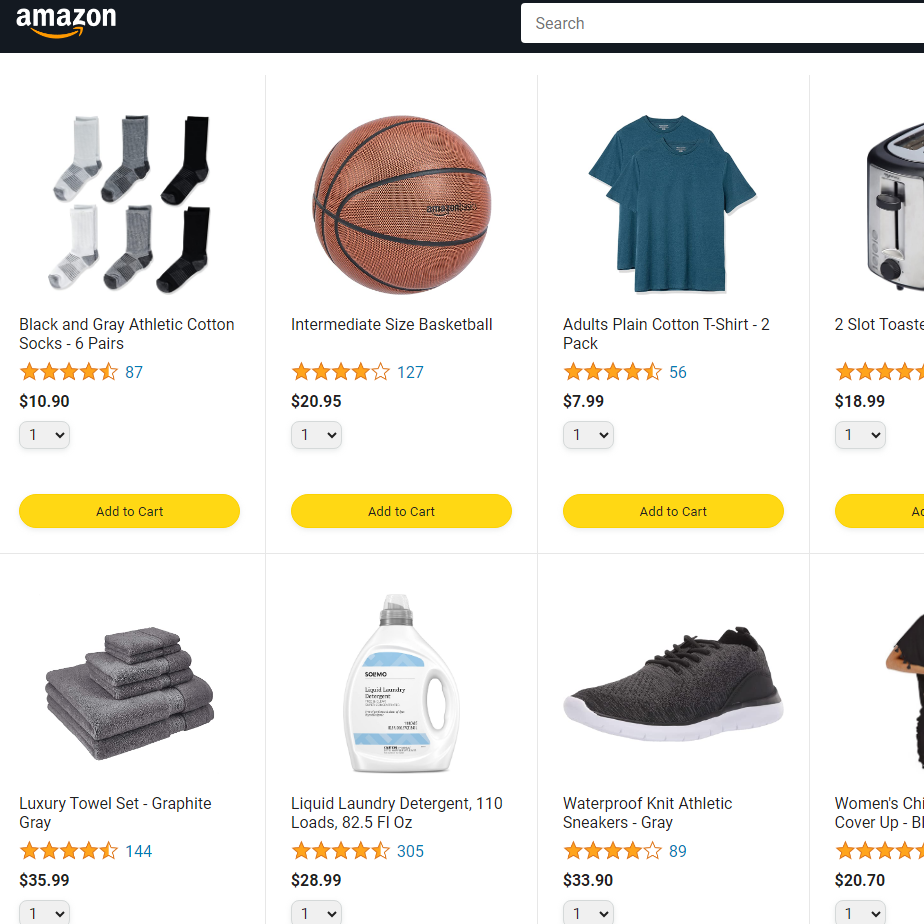 amazon
Search
Black and Gray Athletic Cotton
Socks - 6 Pairs
87
$10.90
1
Add to Cart
Intermediate Size Basketball
127
$20.95
1
Add to Cart
Adults Plain Cotton T-Shirt - 2
Pack
56
$7.99
1
Add to Cart
2 Slot Toaste
$18.99
1
Ad
Luxury Towel Set - Graphite
Gray
144
$35.99
1
SOLIMO
Liquid Laundry
Detergent
Liquid Laundry Detergent, 110
Loads, 82.5 Fl Oz
305
$28.99
1
Waterproof Knit Athletic
Sneakers - Gray
89
$33.90
1
Women's Chi
Cover Up - Bl
$20.70
1